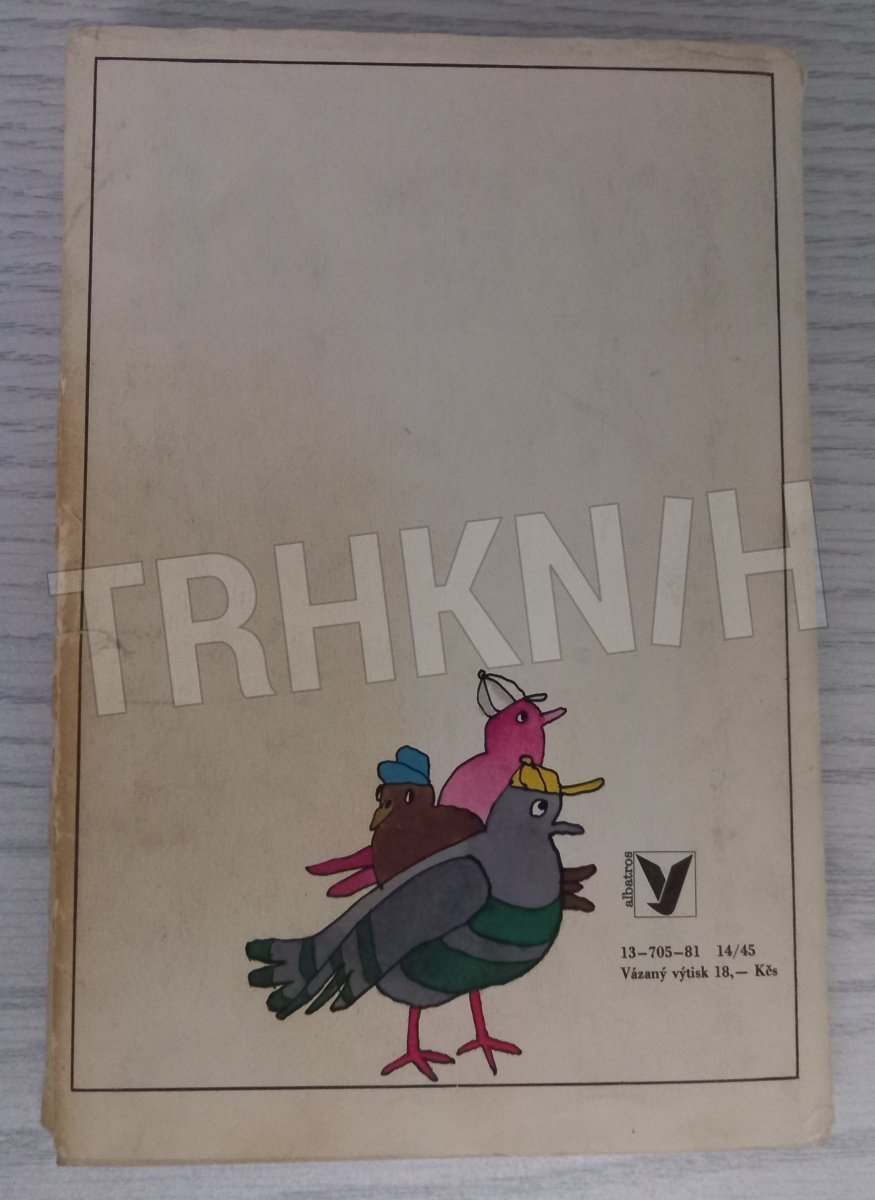 TRHKNIH
albatros
13-705-81 14/45
Vázaný výtisk 18,— Kčs